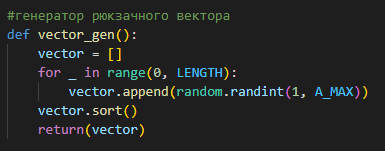 #генератор рюкзачного вектора
def vector_gen():
    vector = []
    for _ in range(0, LENGTH):
        vector.append(random.randint(1, A_MAX))
    vector.sort()
    return(vector)